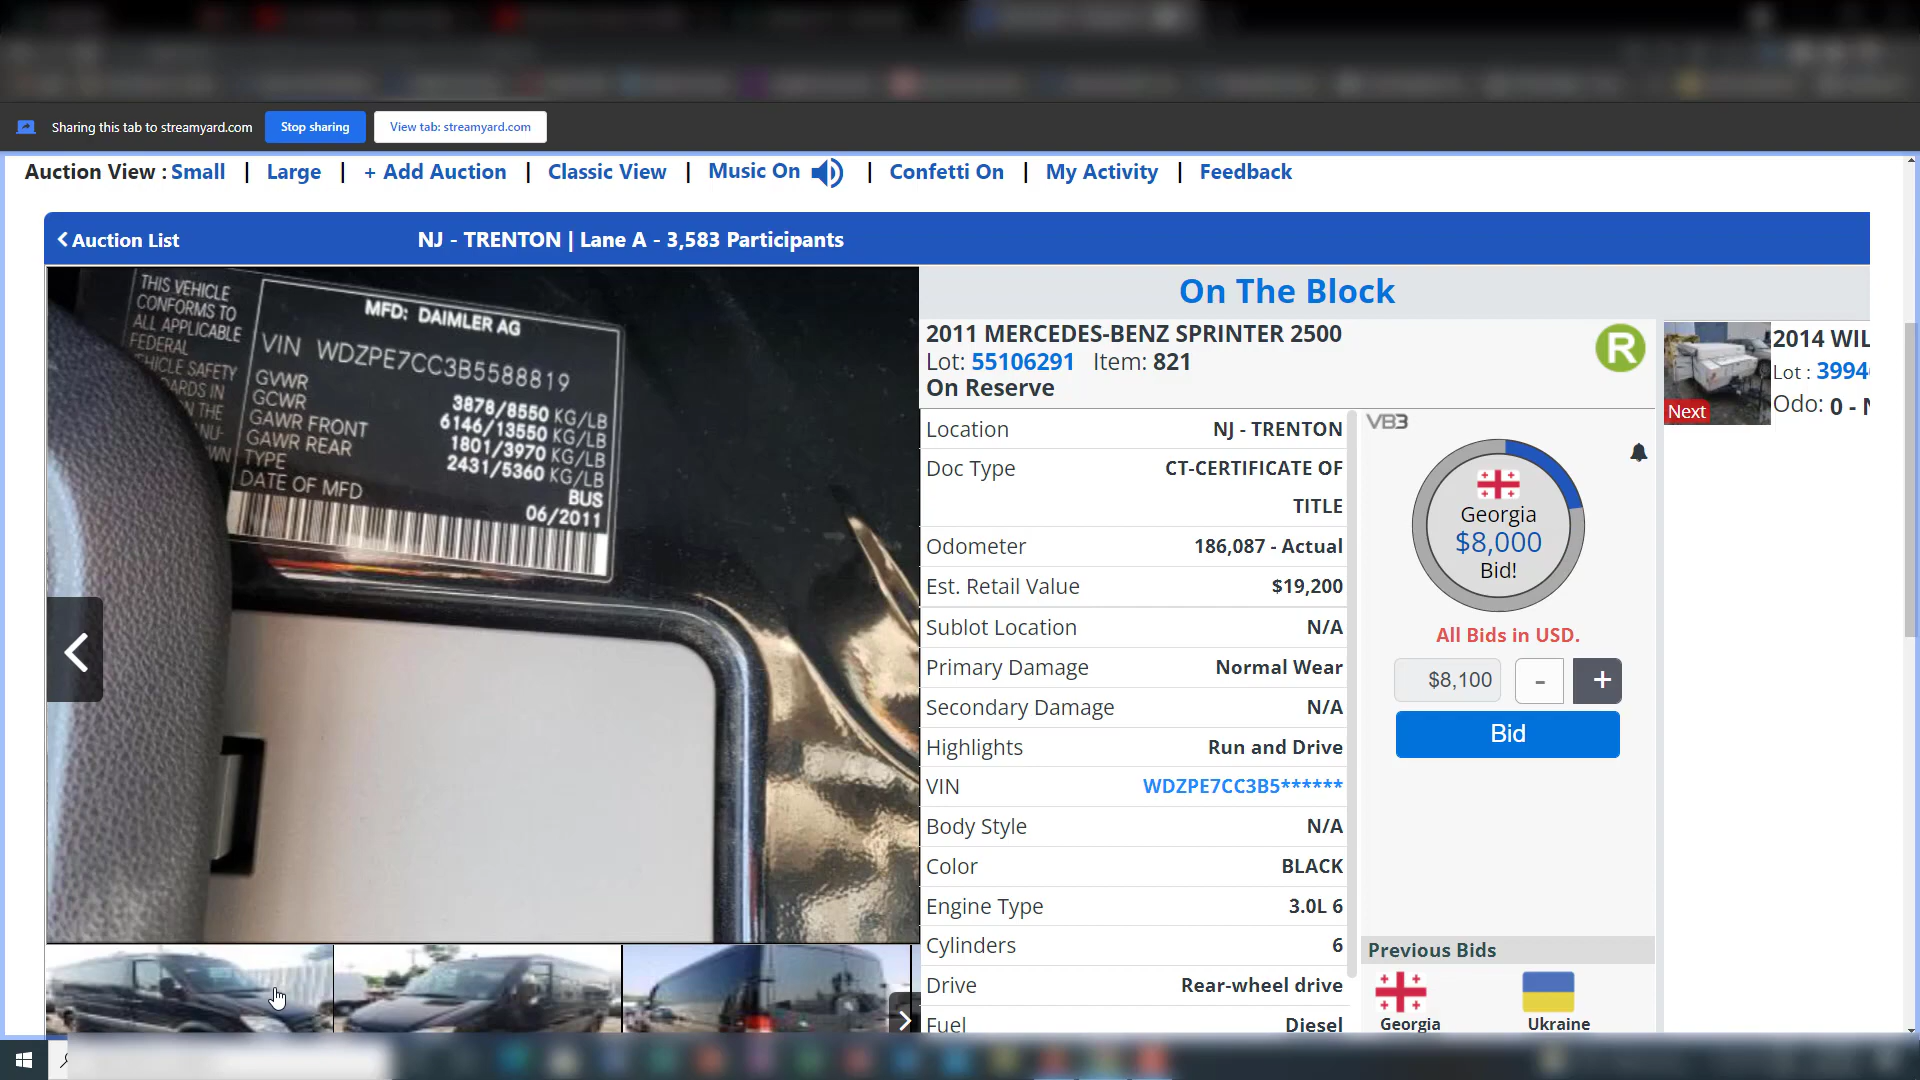 Sharing this tab to streamyard.com
Stop sharing
View tab: streamyard.com
Auction View : Small | Large | + Add Auction | Classic View | Music On | Confetti On | My Activity | Feedback
Auction List
NJ - TRENTON | Lane A - 3,583 Participants
THIS VEHICLE
CONFORMS TO
ALL APPLICABLE
FEDERAL
VEHICLE SAFETY
IN
THE
MFD: DAIMLER AG
VIN WDZPE7CC3B5588819
GVWR 3878/8550 KG/LB
GCWR 6146/13550 KG/LB
GAWR FRONT 1801/3970 KG/LB
GAWR REAR 2431/5360 KG/LB
TYPE BUS
DATE OF MFD 06/2011
On The Block
2011 MERCEDES-BENZ SPRINTER 2500
Lot: 55106291 Item: 821
On Reserve
R
Location NJ - TRENTON
Doc Type CT-CERTIFICATE OF
TITLE
Odometer 186,087 - Actual
Est. Retail Value $19,200
Sublot Location N/A
Primary Damage Normal Wear
Secondary Damage N/A
Highlights Run and Drive
VIN WDZPE7CC3B5******
Body Style N/A
Color BLACK
Engine Type 3.0L 6
Cylinders 6
Drive Rear-wheel drive
Fuel Diesel
VB3
Georgia
$8,000
Bid!
All Bids in USD.
$8,100 - +
Bid
Previous Bids
Georgia Ukraine
Next
2014 WIL
Lot : 3994
Odo: 0 - N